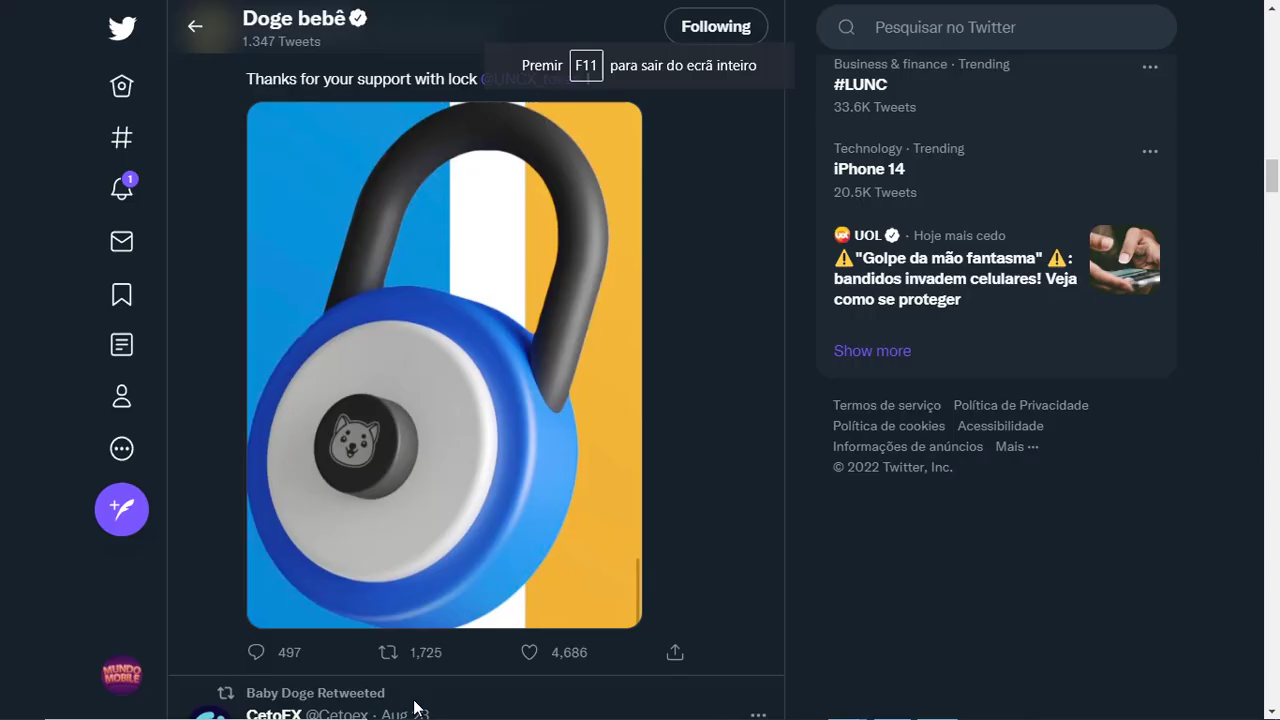 Doge bebê
1.347 Tweets
Following
Pesquisar no Twitter
Premir F11 para sair do ecrã inteiro
Thanks for your support with lock
Business & finance · Trending
#LUNC
33.6K Tweets
Technology · Trending
iPhone 14
20.5K Tweets
UOL · Hoje mais cedo
⚠️"Golpe da mão fantasma" ⚠️:
bandidos invadem celulares! Veja
como se proteger
Show more
Termos de serviço Política de Privacidade
Política de cookies Acessibilidade
Informações de anúncios Mais ···
© 2022 Twitter, Inc.
1
497 1,725 4,686
MUNDO
MOBILE
Baby Doge Retweeted
CetoEX @Cetoex · Aug 23